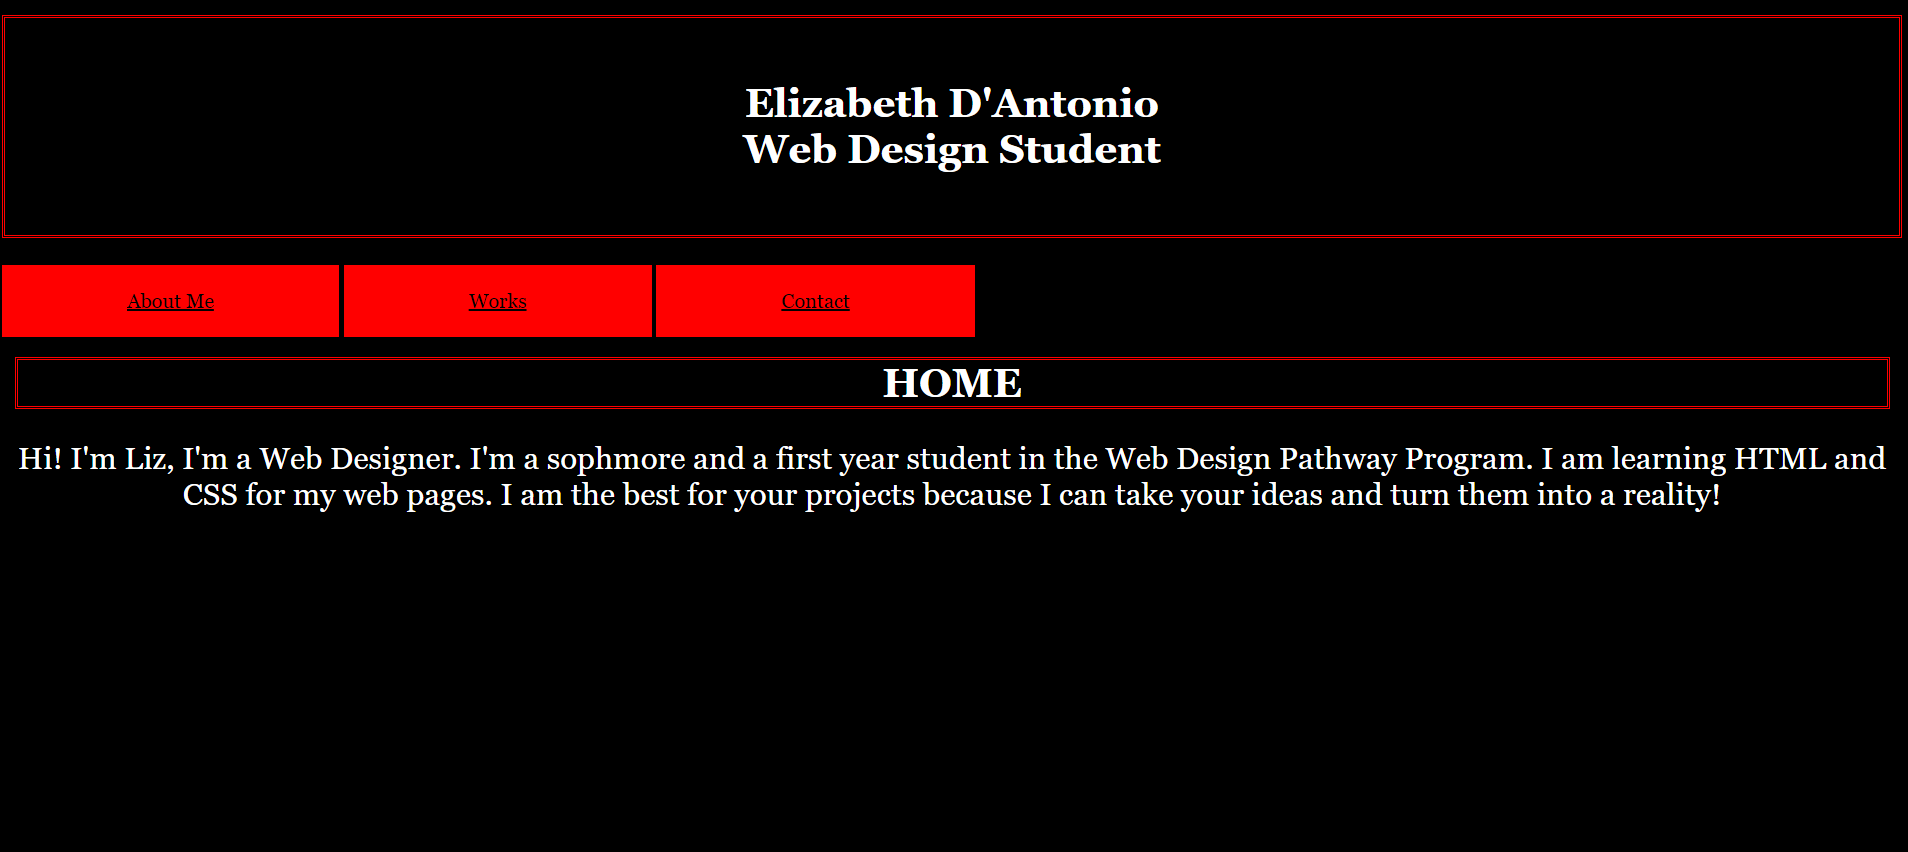 Elizabeth D'Antonio
Web Design Student
About Me
Works
Contact
HOME
Hi! I'm Liz, I'm a Web Designer. I'm a sophmore and a first year student in the Web Design Pathway Program. I am learning HTML and
CSS for my web pages. I am the best for your projects because I can take your ideas and turn them into a reality!